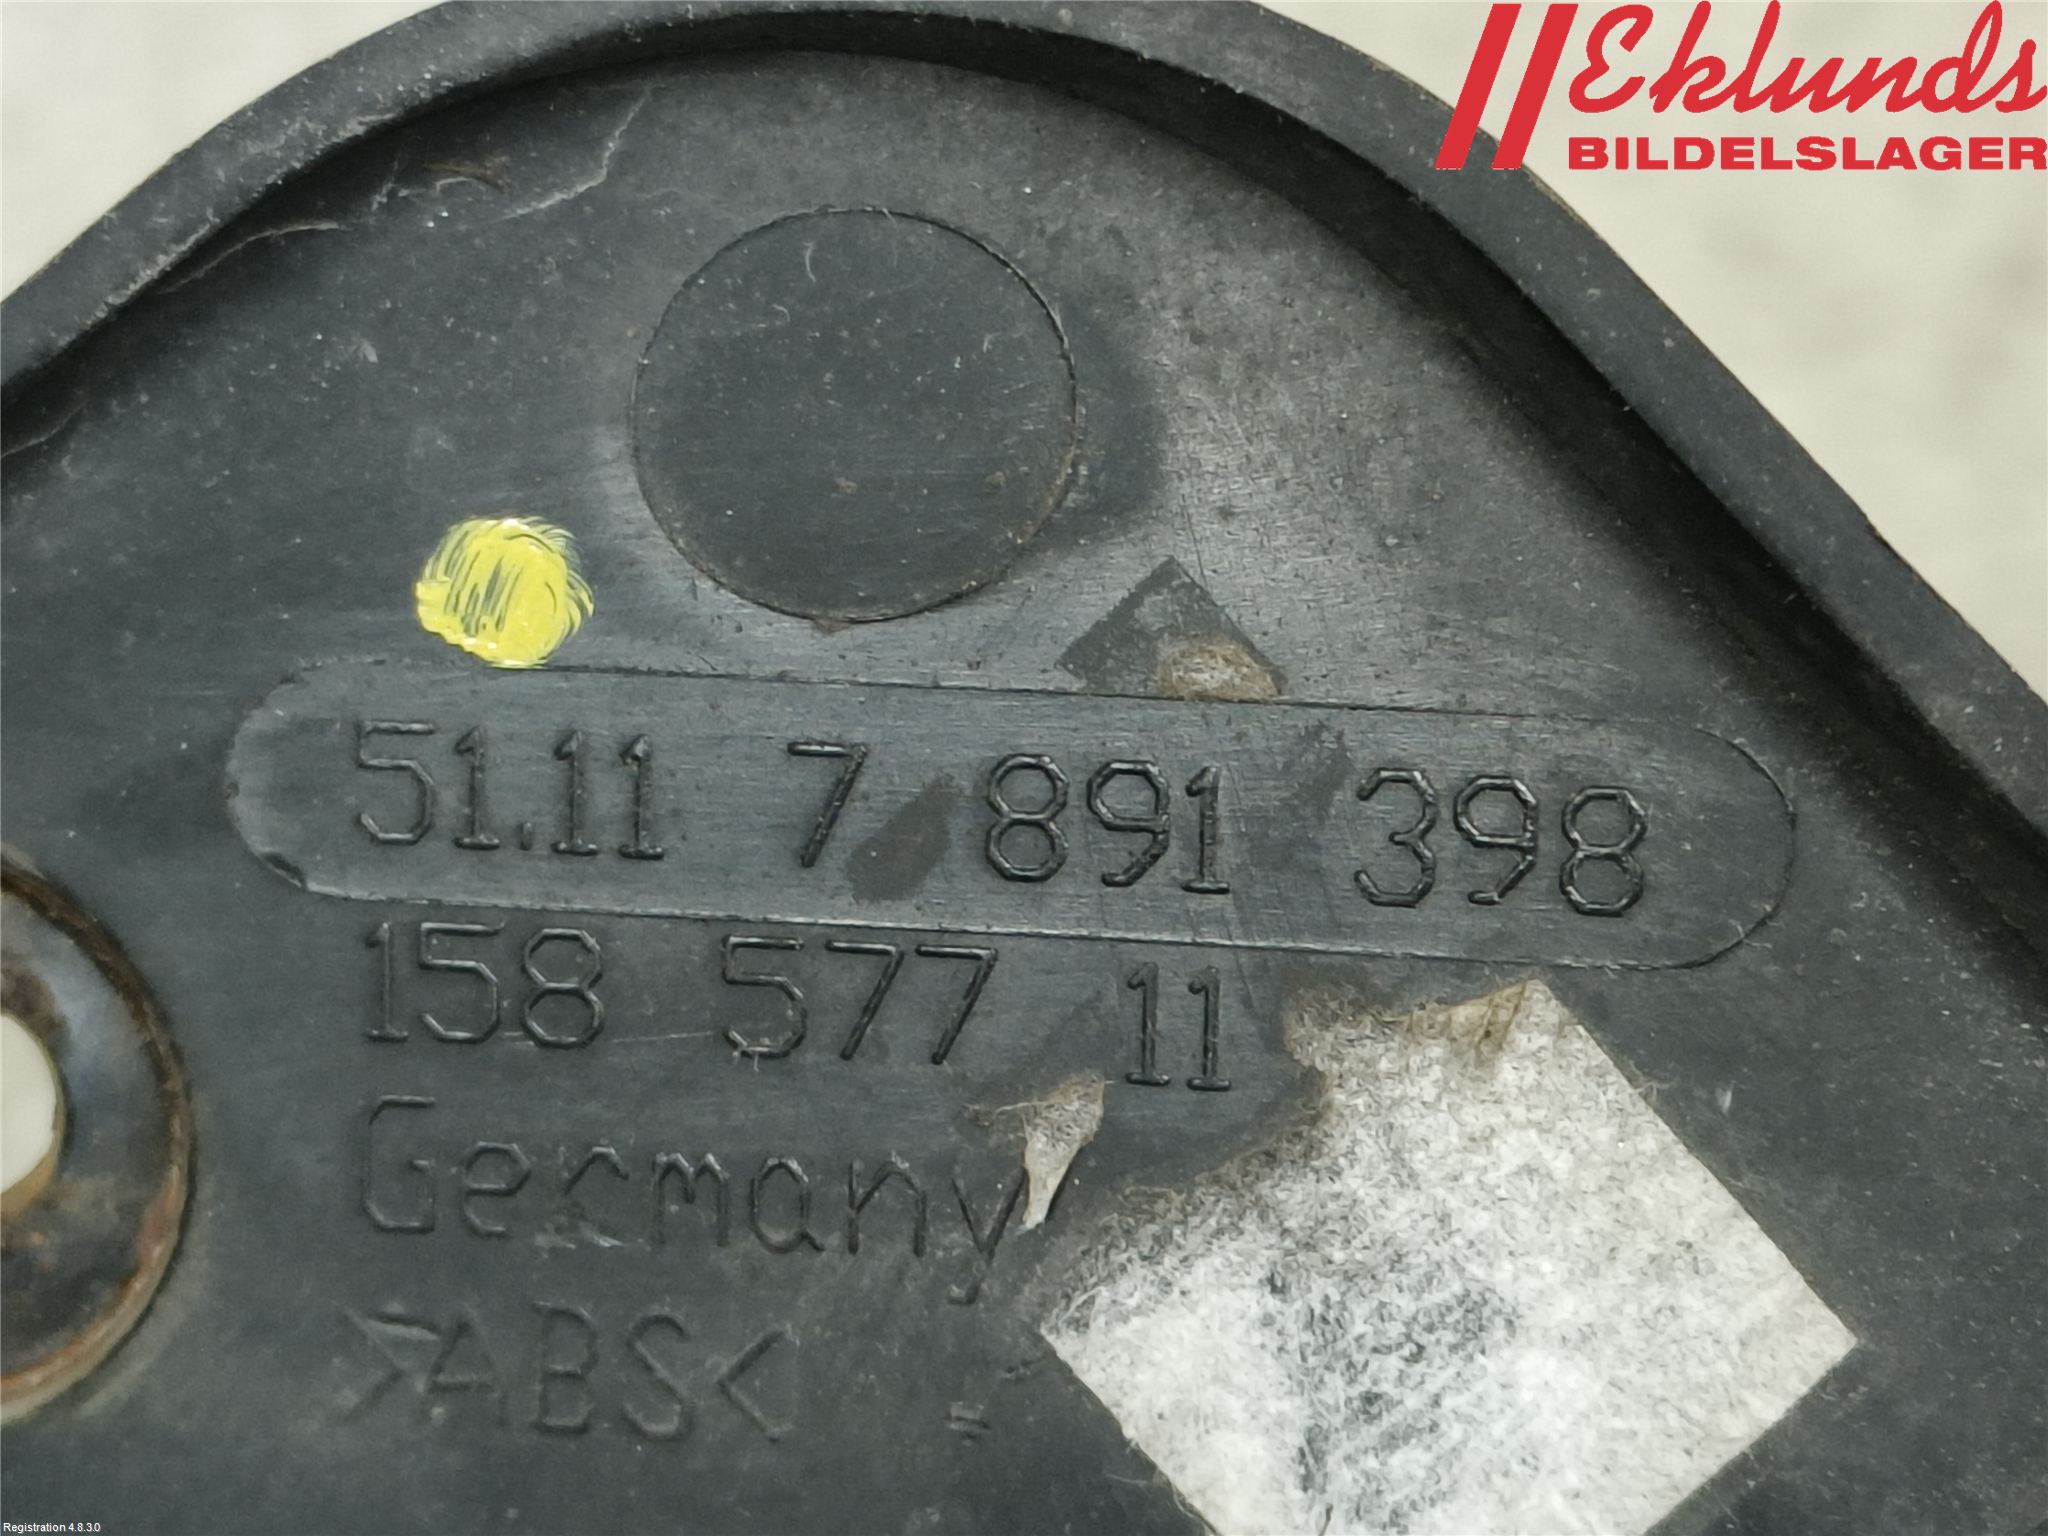 Eklunds
BILDELSLAGER
51.11 7 891 398
158 577 11
Germany
>ABS<
Registration 4.8.3.0